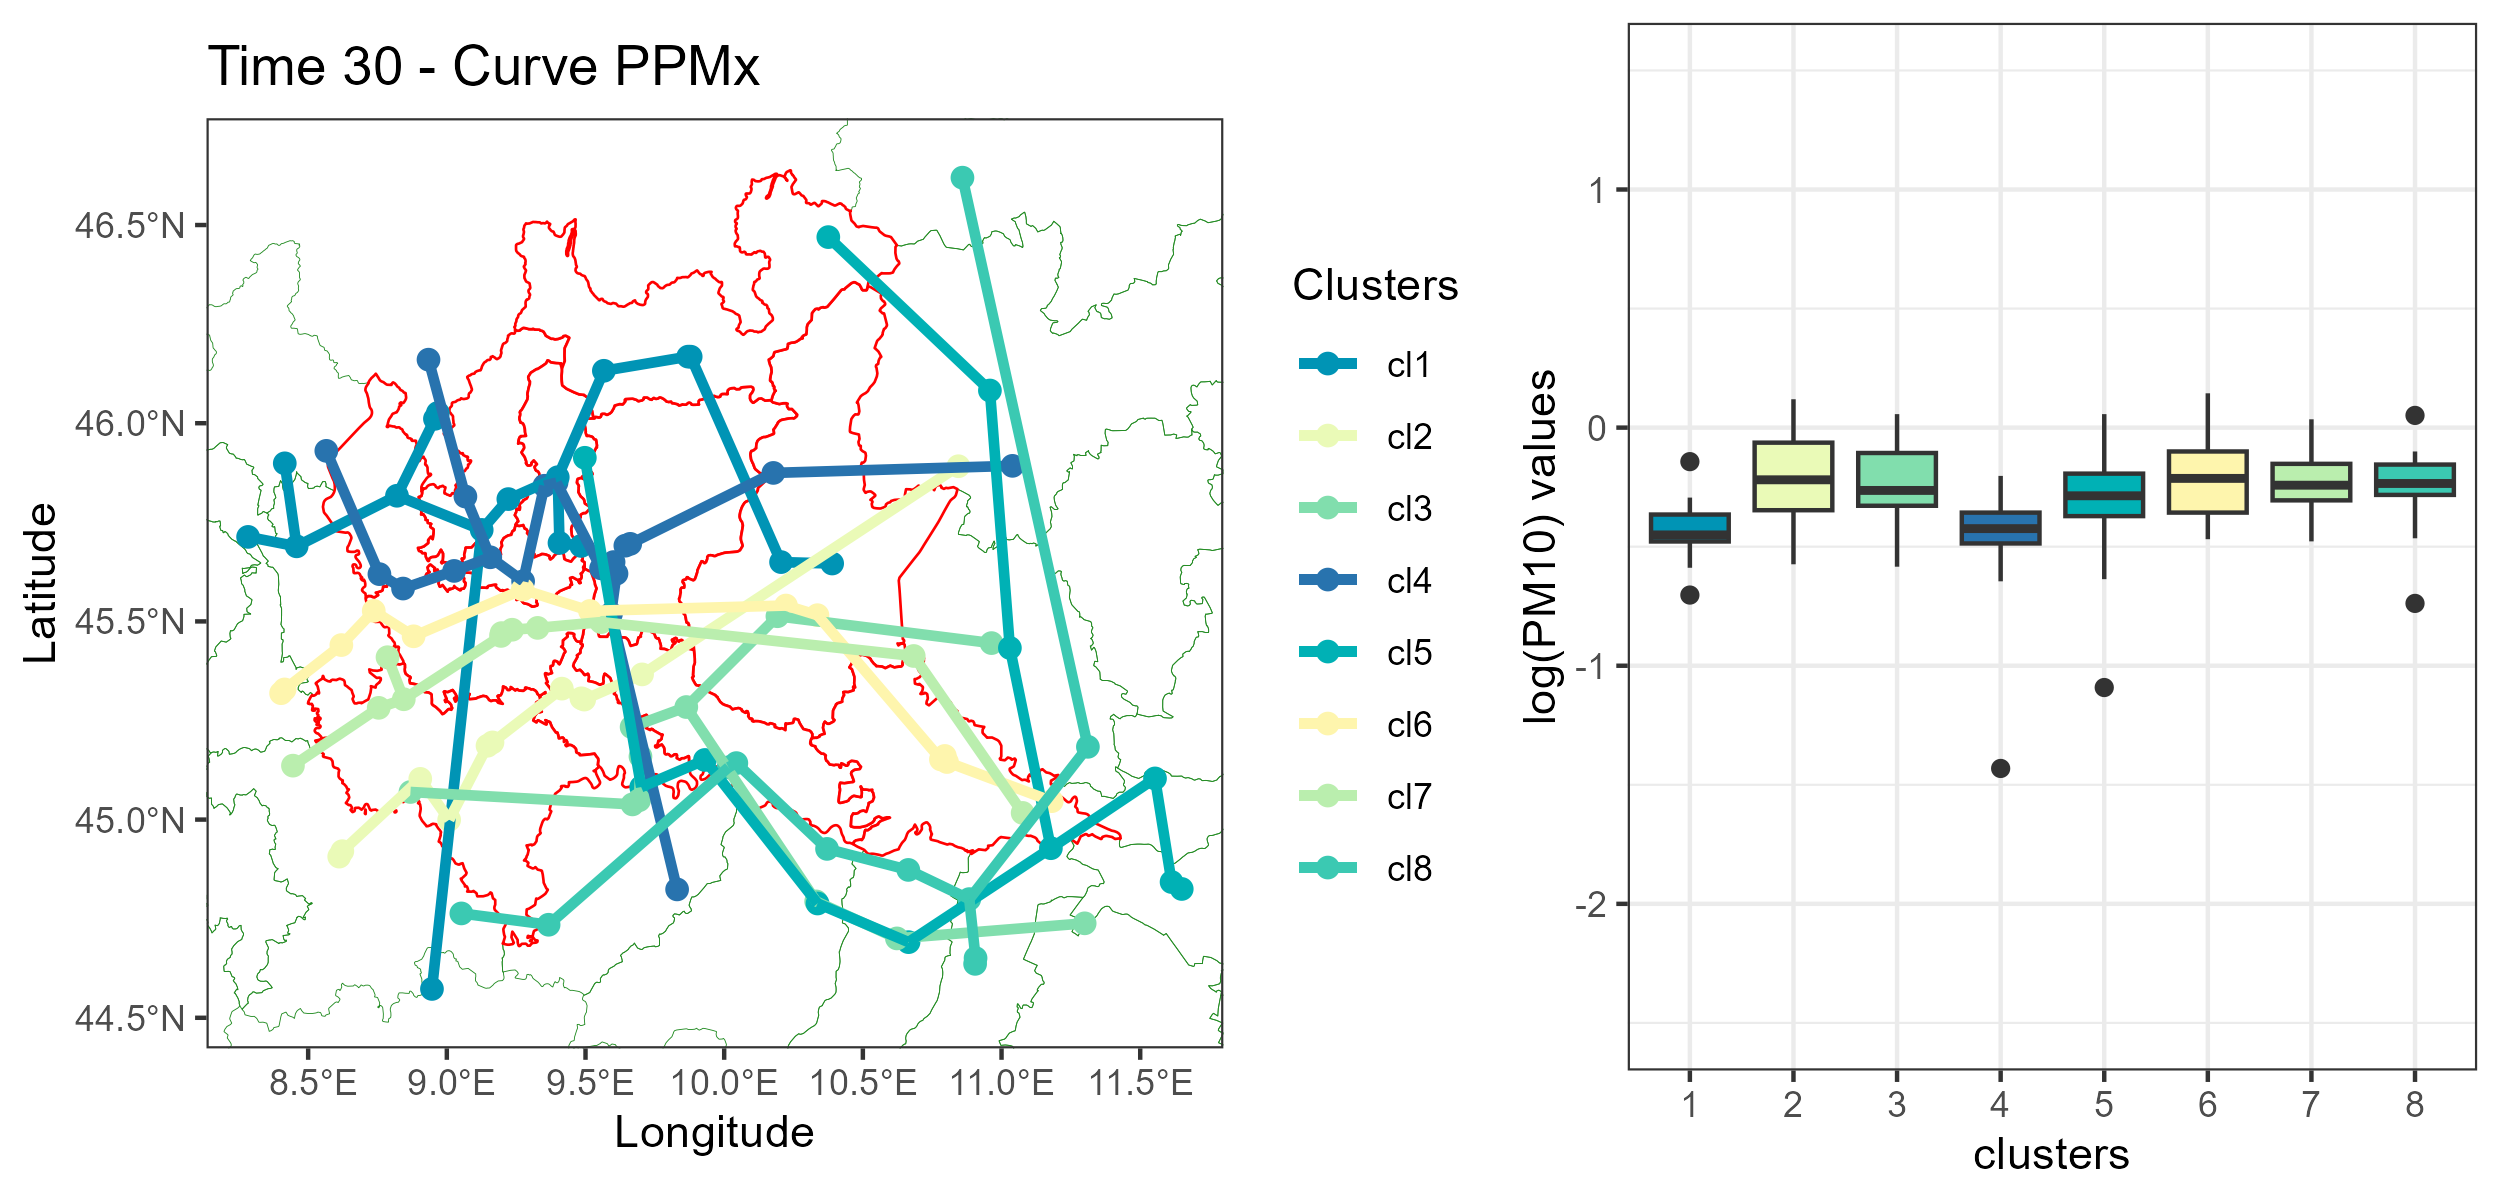 Time 30 - Curve PPMx
46.5°N
46.0°N
45.5°N
45.0°N
44.5°N
Latitude
8.5°E 9.0°E 9.5°E 10.0°E 10.5°E 11.0°E 11.5°E
Longitude
Clusters
cl1
cl2
cl3
cl4
cl5
cl6
cl7
cl8
log(PM10) values
1
0
-1
-2
1 2 3 4 5 6 7 8
clusters